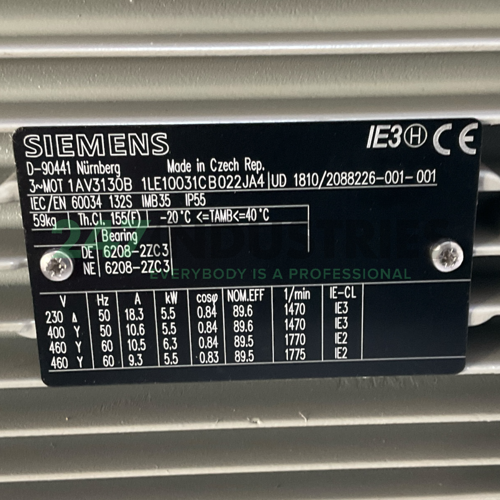 SIEMENS IE3 H CE
D-90441 Nürnberg Made in Czech Rep.
3~MOT 1AV3130B 1LE10031CB022JA4 UD 1810/2088226-001-001
IEC/EN 60034 132S IMB35 IP55
59kg Th.Cl. 155(F) -20°C <=TAMB<=40°C
Bearing
DE 6208-2ZC3
NE 6208-2ZC3
24/7 INDUSTRIES
EVERYBODY IS A PROFESSIONAL
V Hz A kW cosφ NOM.EFF 1/min IE-CL
230 ∆ 50 18.3 5.5 0.84 89.6 1470 IE3
400 Y 50 10.6 5.5 0.84 89.6 1470 IE3
460 Y 60 10.5 6.3 0.84 89.5 1770 IE2
460 Y 60 9.3 5.5 0.83 89.5 1775 IE2